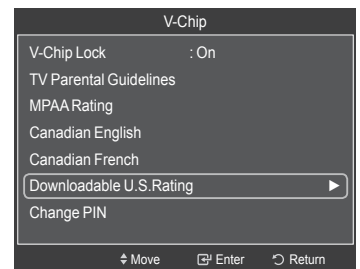 V-Chip
V-Chip Lock : On
TV Parental Guidelines
MPAA Rating
Canadian English
Canadian French
Downloadable U.S.Rating ►
Change PIN
Move Enter Return